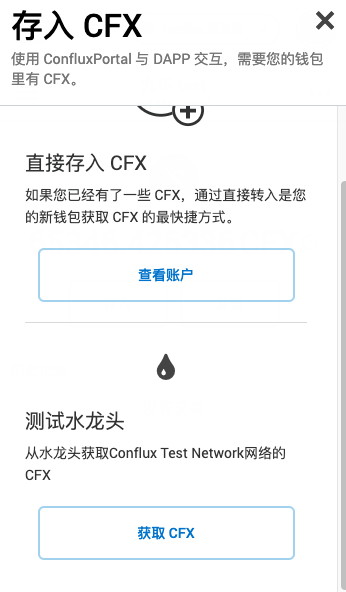 存入 CFX
使用 ConfluxPortal 与 DAPP 交互，需要您的钱包
里有 CFX。
直接存入 CFX
如果您已经有了一些 CFX，通过直接转入是您
的新钱包获取 CFX 的最快捷方式。
查看账户
测试水龙头
从水龙头获取Conflux Test Network网络的
CFX
获取 CFX